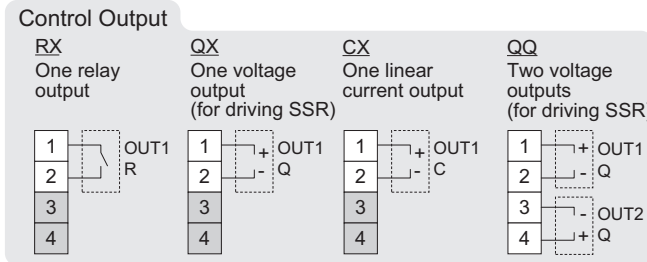 Control Output
RX
One relay
output
1
2
3
4
OUT1
R
QX
One voltage
output
(for driving SSR)
1
2
3
4
+
-
OUT1
Q
CX
One linear
current output
1
2
3
4
+
-
OUT1
C
QQ
Two voltage
outputs
(for driving SSR
1
2
3
4
+
-
OUT1
Q
-
+
OUT2
Q